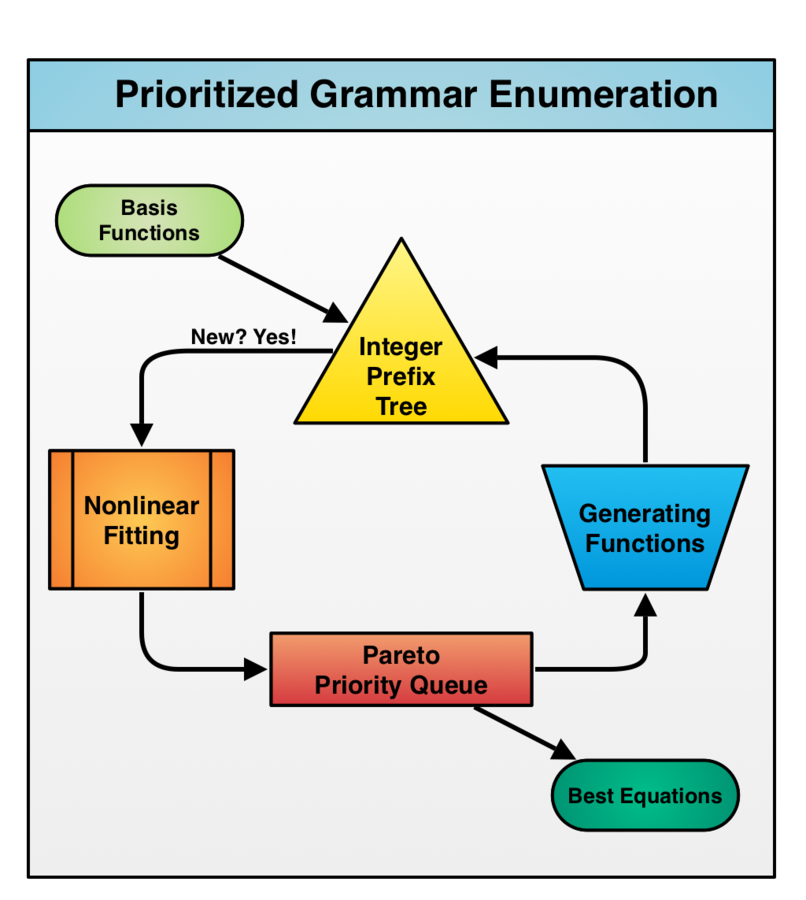 Prioritized Grammar Enumeration
Basis
Functions
New? Yes!
Integer
Prefix
Tree
Nonlinear
Fitting
Generating
Functions
Pareto
Priority Queue
Best Equations